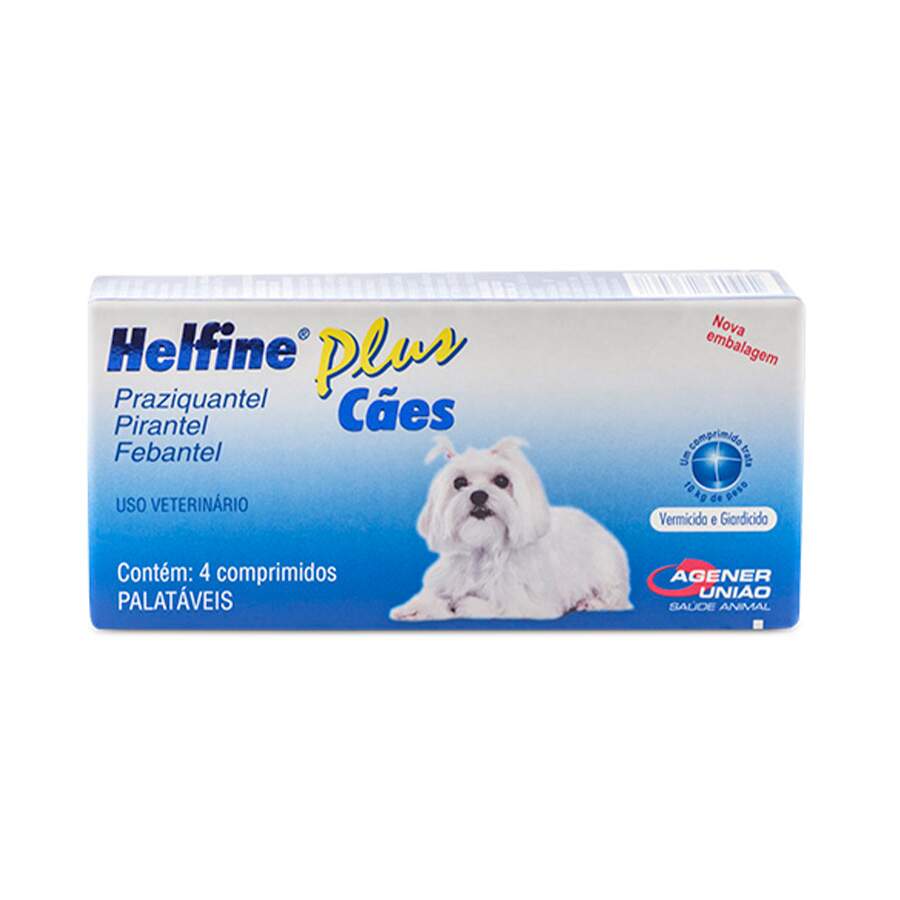 Helfine® Plus
Cães
Praziquantel
Pirantel
Febantel
USO VETERINÁRIO
Contém: 4 comprimidos
PALATÁVEIS
Nova
embalagem
Um comprimido trata
10 kg de peso
Vermicida e Giardicida
AGENER
UNIÃO
SAÚDE ANIMAL